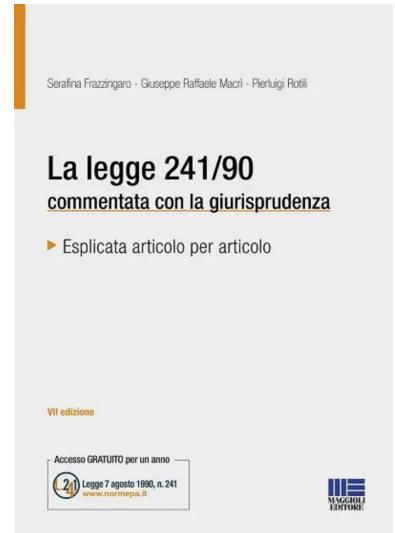 Serafina Frazzingaro - Giuseppe Raffaele Macrì - Pierluigi Rotili
La legge 241/90
commentata con la giurisprudenza
Esplicata articolo per articolo
VII edizione
Accesso GRATUITO per un anno
L.241
Legge 7 agosto 1990, n. 241
www.normepa.it
MAGGIOLI
EDITORE